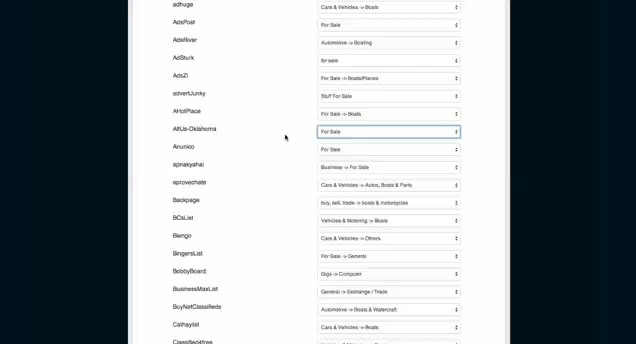 adhuge Cars & Vehicles -> Boats
AdsPost For Sale
AdsRiver Automotive -> Boating
AdSturk for sale
AdsZi For Sale -> Boats/Planes
advertJunky Stuff For Sale
AHotPlace For Sale -> Boats
AltUs-Oklahoma For Sale
Anunico For Sale
apnakyahai Business -> For Sale
aprovechate Cars & Vehicles -> Autos, Boats & Parts
Backpage buy, sell, trade -> boats & motorcycles
BCsList Vehicles & Motoring -> Boats
Blengo Cars & Vehicles -> Others
BingersList For Sale -> General
BobbyBoard Gigs -> Computer
BusinessMaxList General -> Exchange / Trade
BuyNetClassifieds Automotive -> Boats & Watercraft
Cathaylist Cars & Vehicles -> Boats
Classified4free